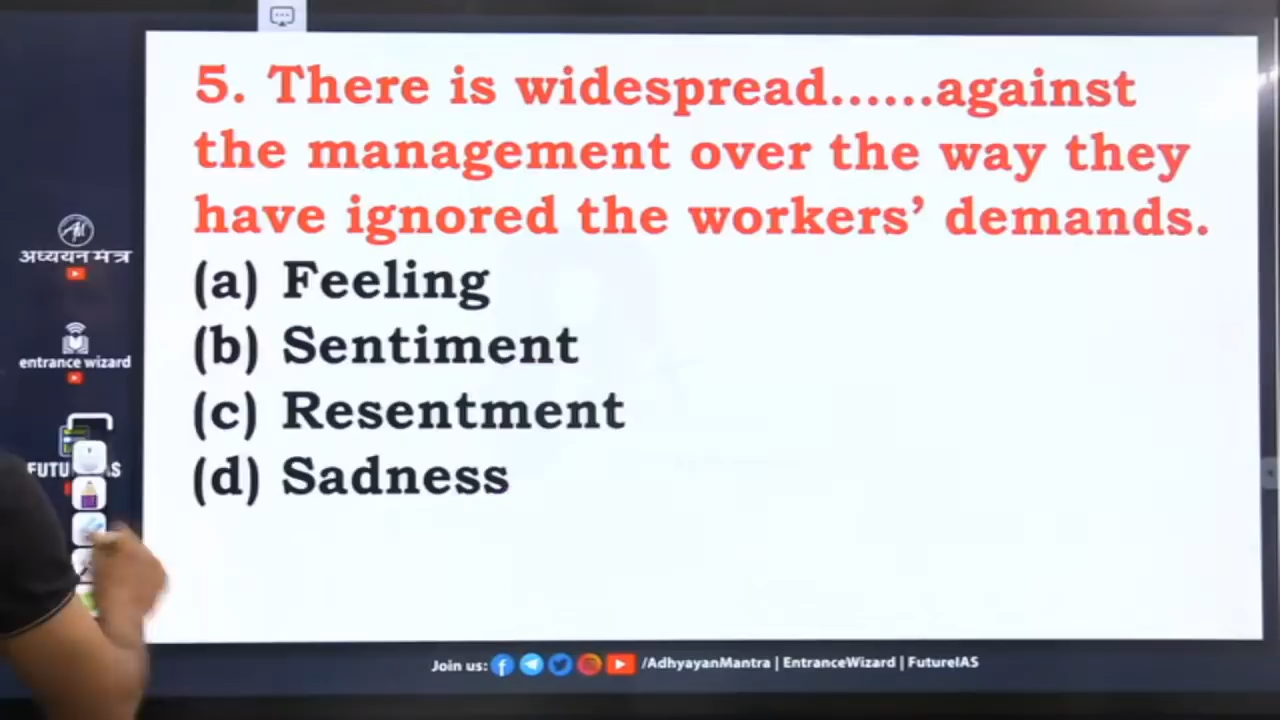 5. There is widespread......against
the management over the way they
have ignored the workers’ demands.
(a) Feeling
(b) Sentiment
(c) Resentment
(d) Sadness
अध्ययन मंत्र
entrance wizard
Join us: /AdhyayanMantra | EntranceWizard | FutureIAS